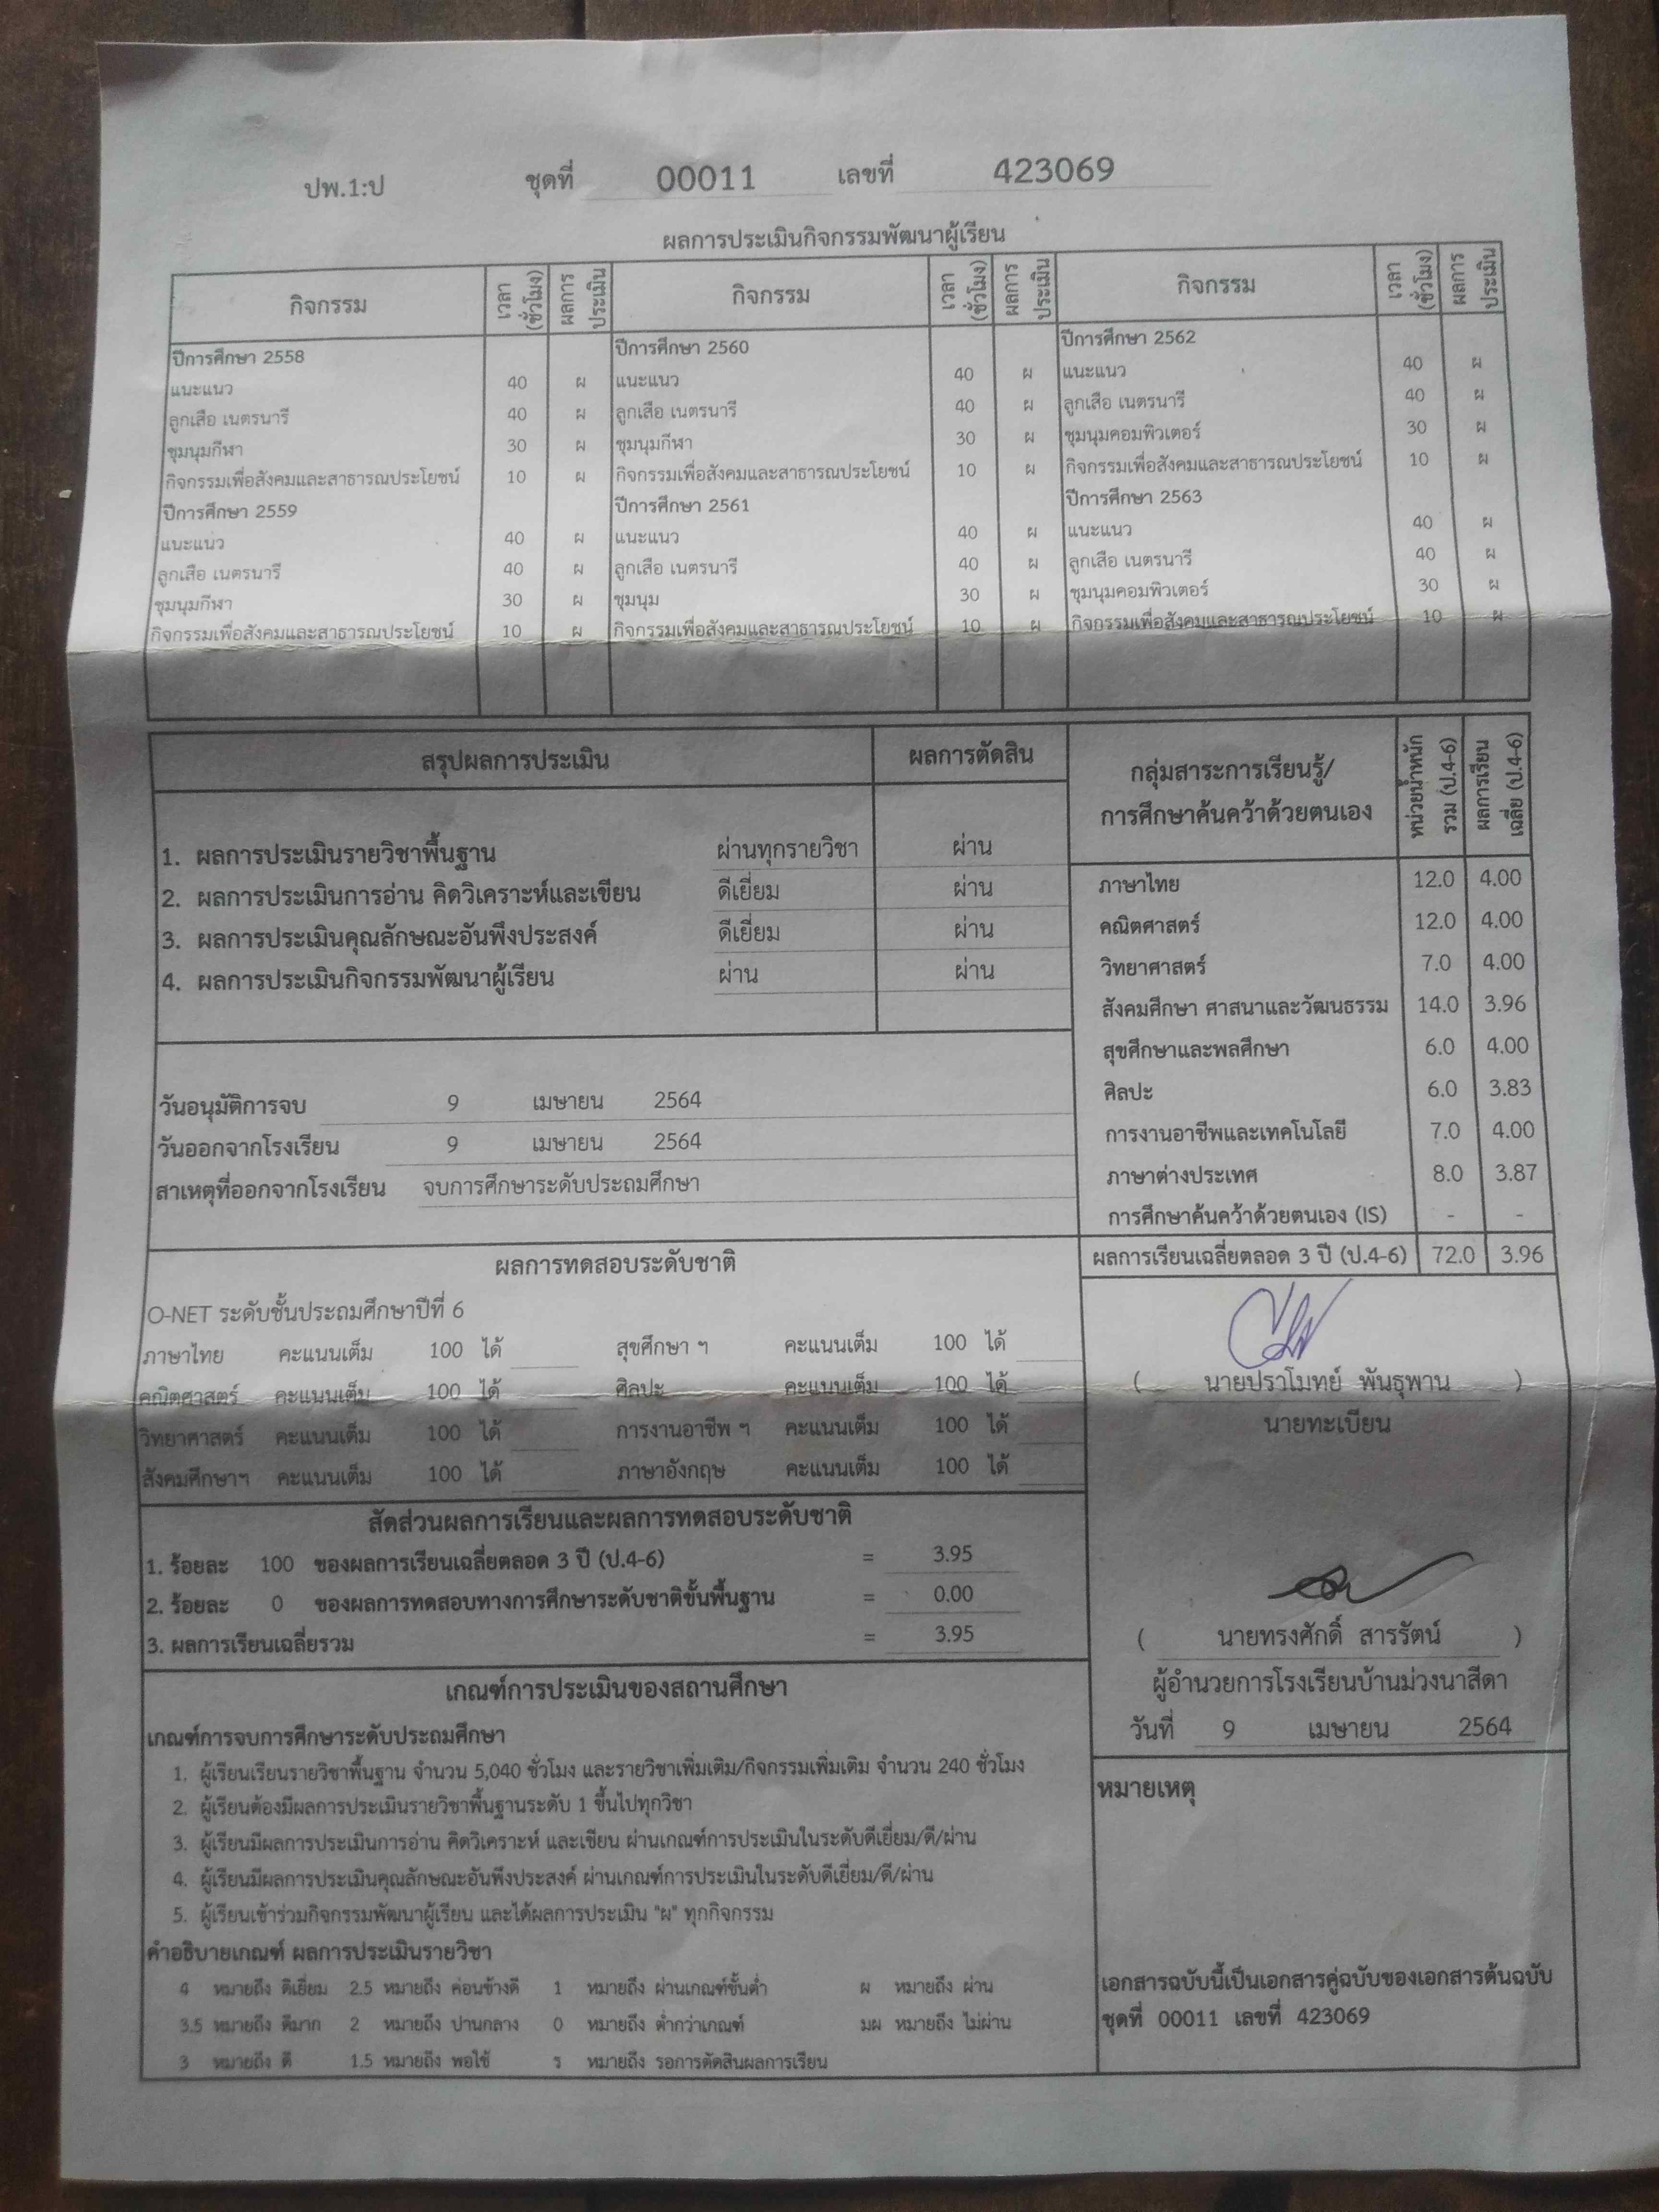 ปพ.1:ป ชุดที่ 00011 เลขที่ 423069
ผลการประเมินกิจกรรมพัฒนาผู้เรียน
กิจกรรม เวลา (ชั่วโมง) ผลการประเมิน กิจกรรม เวลา (ชั่วโมง) ผลการประเมิน กิจกรรม เวลา (ชั่วโมง) ผลการประเมิน
ปีการศึกษา 2558 ปีการศึกษา 2560 ปีการศึกษา 2562
แนะแนว 40 ผ แนะแนว 40 ผ แนะแนว 40 ผ
ลูกเสือ เนตรนารี 40 ผ ลูกเสือ เนตรนารี 40 ผ ลูกเสือ เนตรนารี 40 ผ
ชุมนุมกีฬา 30 ผ ชุมนุมกีฬา 30 ผ ชุมนุมคอมพิวเตอร์ 30 ผ
กิจกรรมเพื่อสังคมและสาธารณประโยชน์ 10 ผ กิจกรรมเพื่อสังคมและสาธารณประโยชน์ 10 ผ กิจกรรมเพื่อสังคมและสาธารณประโยชน์ 10 ผ
ปีการศึกษา 2559 ปีการศึกษา 2561 ปีการศึกษา 2563
แนะแนว 40 ผ แนะแนว 40 ผ แนะแนว 40 ผ
ลูกเสือ เนตรนารี 40 ผ ลูกเสือ เนตรนารี 40 ผ ลูกเสือ เนตรนารี 40 ผ
ชุมนุมกีฬา 30 ผ ชุมนุม 30 ผ ชุมนุมคอมพิวเตอร์ 30 ผ
กิจกรรมเพื่อสังคมและสาธารณประโยชน์ 10 ผ กิจกรรมเพื่อสังคมและสาธารณประโยชน์ 10 ผ กิจกรรมเพื่อสังคมและสาธารณประโยชน์ 10 ผ
สรุปผลการประเมิน ผลการตัดสิน
1. ผลการประเมินรายวิชาพื้นฐาน ผ่านทุกรายวิชา ผ่าน
2. ผลการประเมินการอ่าน คิดวิเคราะห์และเขียน ดีเยี่ยม ผ่าน
3. ผลการประเมินคุณลักษณะอันพึงประสงค์ ดีเยี่ยม ผ่าน
4. ผลการประเมินกิจกรรมพัฒนาผู้เรียน ผ่าน ผ่าน
วันอนุมัติการจบ 9 เมษายน 2564
วันออกจากโรงเรียน 9 เมษายน 2564
สาเหตุที่ออกจากโรงเรียน จบการศึกษาระดับประถมศึกษา
กลุ่มสาระการเรียนรู้/
การศึกษาค้นคว้าด้วยตนเอง
หน่วยน้ำหนัก
รวม (ป.4-6)
ผลการเรียน
เฉลี่ย (ป.4-6)
ภาษาไทย 12.0 4.00
คณิตศาสตร์ 12.0 4.00
วิทยาศาสตร์ 7.0 4.00
สังคมศึกษา ศาสนาและวัฒนธรรม 14.0 3.96
สุขศึกษาและพลศึกษา 6.0 4.00
ศิลปะ 6.0 3.83
การงานอาชีพและเทคโนโลยี 7.0 4.00
ภาษาต่างประเทศ 8.0 3.87
การศึกษาค้นคว้าด้วยตนเอง (IS) - -
ผลการเรียนเฉลี่ยตลอด 3 ปี (ป.4-6) 72.0 3.96
ผลการทดสอบระดับชาติ
O-NET ระดับชั้นประถมศึกษาปีที่ 6
ภาษาไทย คะแนนเต็ม 100 ได้ สุขศึกษา ฯ คะแนนเต็ม 100 ได้
คณิตศาสตร์ คะแนนเต็ม 100 ได้ ศิลปะ คะแนนเต็ม 100 ได้
วิทยาศาสตร์ คะแนนเต็ม 100 ได้ การงานอาชีพ ฯ คะแนนเต็ม 100 ได้
สังคมศึกษาฯ คะแนนเต็ม 100 ได้ ภาษาอังกฤษ คะแนนเต็ม 100 ได้
สัดส่วนผลการเรียนและผลการทดสอบระดับชาติ
1. ร้อยละ 100 ของผลการเรียนเฉลี่ยตลอด 3 ปี (ป.4-6) = 3.95
2. ร้อยละ 0 ของผลการทดสอบทางการศึกษาระดับชาติขั้นพื้นฐาน = 0.00
3. ผลการเรียนเฉลี่ยรวม = 3.95
เกณฑ์การประเมินของสถานศึกษา
เกณฑ์การจบการศึกษาระดับประถมศึกษา
1. ผู้เรียนเรียนรายวิชาพื้นฐาน จำนวน 5,040 ชั่วโมง และรายวิชาเพิ่มเติม/กิจกรรมเพิ่มเติม จำนวน 240 ชั่วโมง
2. ผู้เรียนต้องมีผลการประเมินรายวิชาพื้นฐานระดับ 1 ขึ้นไปทุกวิชา
3. ผู้เรียนมีผลการประเมินการอ่าน คิดวิเคราะห์ และเขียน ผ่านเกณฑ์การประเมินในระดับดีเยี่ยม/ดี/ผ่าน
4. ผู้เรียนมีผลการประเมินคุณลักษณะอันพึงประสงค์ ผ่านเกณฑ์การประเมินในระดับดีเยี่ยม/ดี/ผ่าน
5. ผู้เรียนเข้าร่วมกิจกรรมพัฒนาผู้เรียน และได้ผลการประเมิน "ผ" ทุกกิจกรรม
คำอธิบายเกณฑ์ ผลการประเมินรายวิชา
4 หมายถึง ดีเยี่ยม 2.5 หมายถึง ค่อนข้างดี 1 หมายถึง ผ่านเกณฑ์ขั้นต่ำ ผ หมายถึง ผ่าน
3.5 หมายถึง ดีมาก 2 หมายถึง ปานกลาง 0 หมายถึง ต่ำกว่าเกณฑ์ มผ หมายถึง ไม่ผ่าน
3 หมายถึง ดี 1.5 หมายถึง พอใช้ ร หมายถึง รอการตัดสินผลการเรียน
( นายปราโมทย์ พันธุพาน )
นายทะเบียน
( นายทรงศักดิ์ สารรัตน์ )
ผู้อำนวยการโรงเรียนบ้านม่วงนาสีดา
วันที่ 9 เมษายน 2564
หมายเหตุ
เอกสารฉบับนี้เป็นเอกสารคู่ฉบับของเอกสารต้นฉบับ
ชุดที่ 00011 เลขที่ 423069